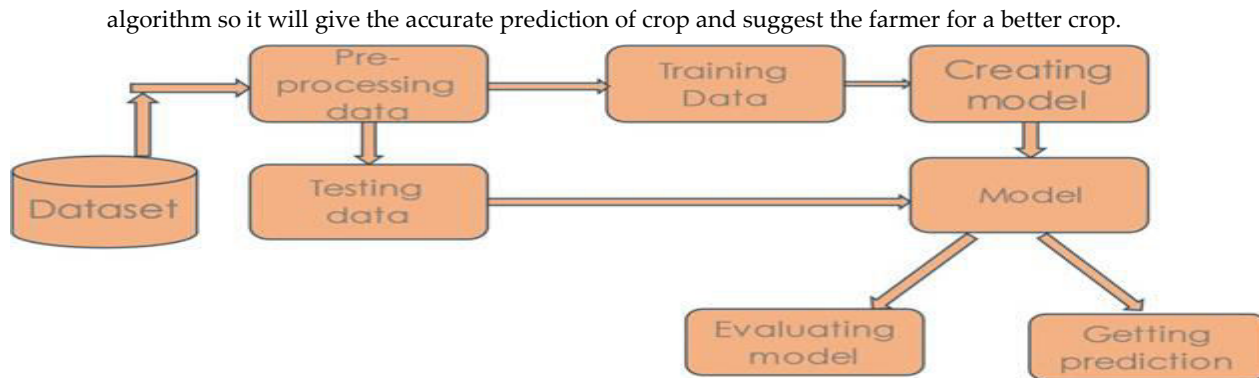 algorithm so it will give the accurate prediction of crop and suggest the farmer for a better crop.
Pre-
processing
data
Training
Data
Creating
model
Dataset
Testing
data
Model
Evaluating
model
Getting
prediction